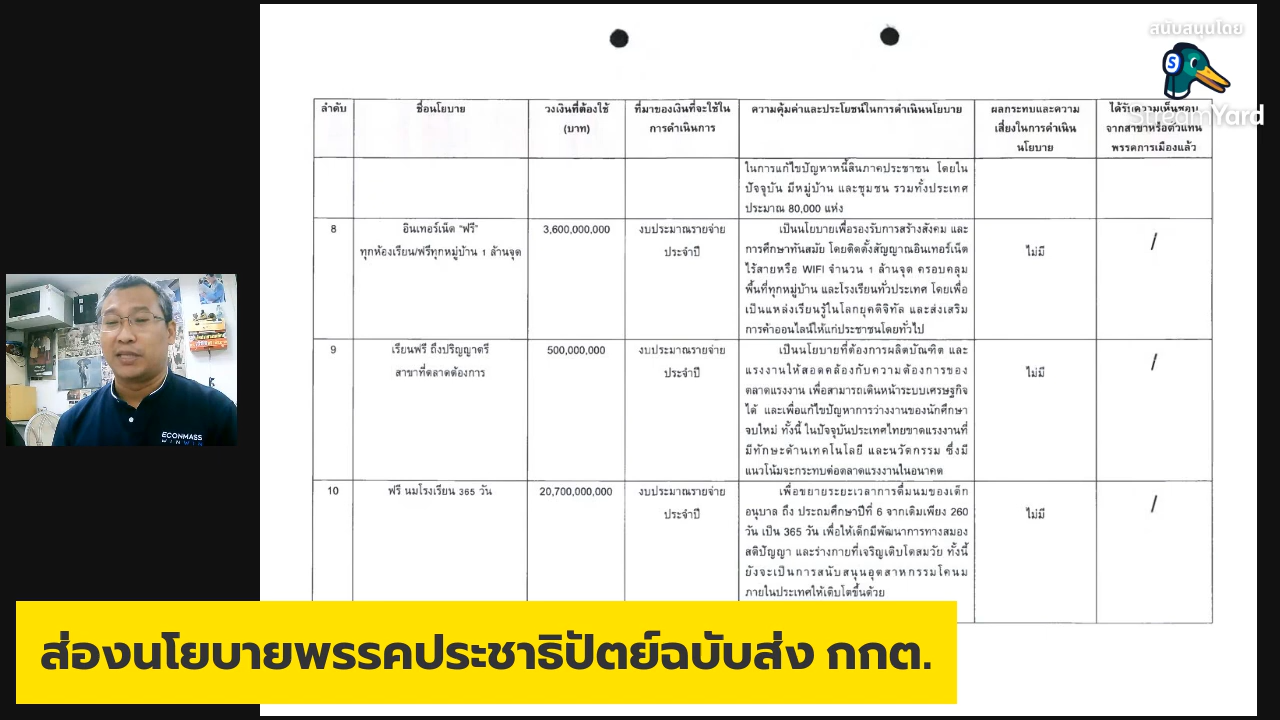 สนับสนุนโดย
S
StreamYard
ลำดับ
ชื่อนโยบาย
วงเงินที่ต้องใช้
(บาท)
ที่มาของเงินที่จะใช้ใน
การดำเนินการ
ความคุ้มค่าและประโยชน์ในการดำเนินนโยบาย
ผลกระทบและความ
เสี่ยงในการดำเนิน
นโยบาย
ได้รับความเห็นชอบ
จากสาขาหรือตัวแทน
พรรคการเมืองแล้ว
ในการแก้ไขปัญหาหนี้สินภาคประชาชน โดยใน
ปัจจุบัน มีหมู่บ้าน และชุมชน รวมทั้งประเทศ
ประมาณ 80,000 แห่ง
8
อินเทอร์เน็ต "ฟรี"
ทุกห้องเรียน/ฟรีทุกหมู่บ้าน 1 ล้านจุด
3,600,000,000
งบประมาณรายจ่าย
ประจำปี
เป็นนโยบายเพื่อรองรับการสร้างสังคม และ
การศึกษาทันสมัย โดยติดตั้งสัญญาณอินเทอร์เน็ต
ไร้สายหรือ WIFI จำนวน 1 ล้านจุด ครอบคลุม
พื้นที่ทุกหมู่บ้าน และโรงเรียนทั่วประเทศ โดยเพื่อ
เป็นแหล่งเรียนรู้ในโลกยุคดิจิทัล และส่งเสริม
การค้าออนไลน์ให้แก่ประชาชนโดยทั่วไป
ไม่มี
/
9
เรียนฟรี ถึงปริญญาตรี
สาขาที่ตลาดต้องการ
500,000,000
งบประมาณรายจ่าย
ประจำปี
เป็นนโยบายที่ต้องการผลิตบัณฑิต และ
แรงงานให้สอดคล้องกับความต้องการของ
ตลาดแรงงาน เพื่อสามารถเดินหน้าระบบเศรษฐกิจ
ได้ และเพื่อแก้ไขปัญหาการว่างงานของนักศึกษา
จบใหม่ ทั้งนี้ ในปัจจุบันประเทศไทยขาดแรงงานที่
มีทักษะด้านเทคโนโลยี และนวัตกรรม ซึ่งมี
แนวโน้มจะกระทบต่อตลาดแรงงานในอนาคต
ไม่มี
/
10
ฟรี นมโรงเรียน 365 วัน
20,700,000,000
งบประมาณรายจ่าย
ประจำปี
เพื่อขยายระยะเวลาการดื่มนมของเด็ก
อนุบาล ถึง ประถมศึกษาปีที่ 6 จากเดิมเพียง 260
วัน เป็น 365 วัน เพื่อให้เด็กมีพัฒนาการทางสมอง
สติปัญญา และร่างกายที่เจริญเติบโตสมวัย ทั้งนี้
ยังจะเป็นการสนับสนุนอุตสาหกรรมโคนม
ภายในประเทศให้เติบโตขึ้นด้วย
ไม่มี
/
ECONMASS
WINWIN
ส่องนโยบายพรรคประชาธิปัตย์ฉบับส่ง กกต.